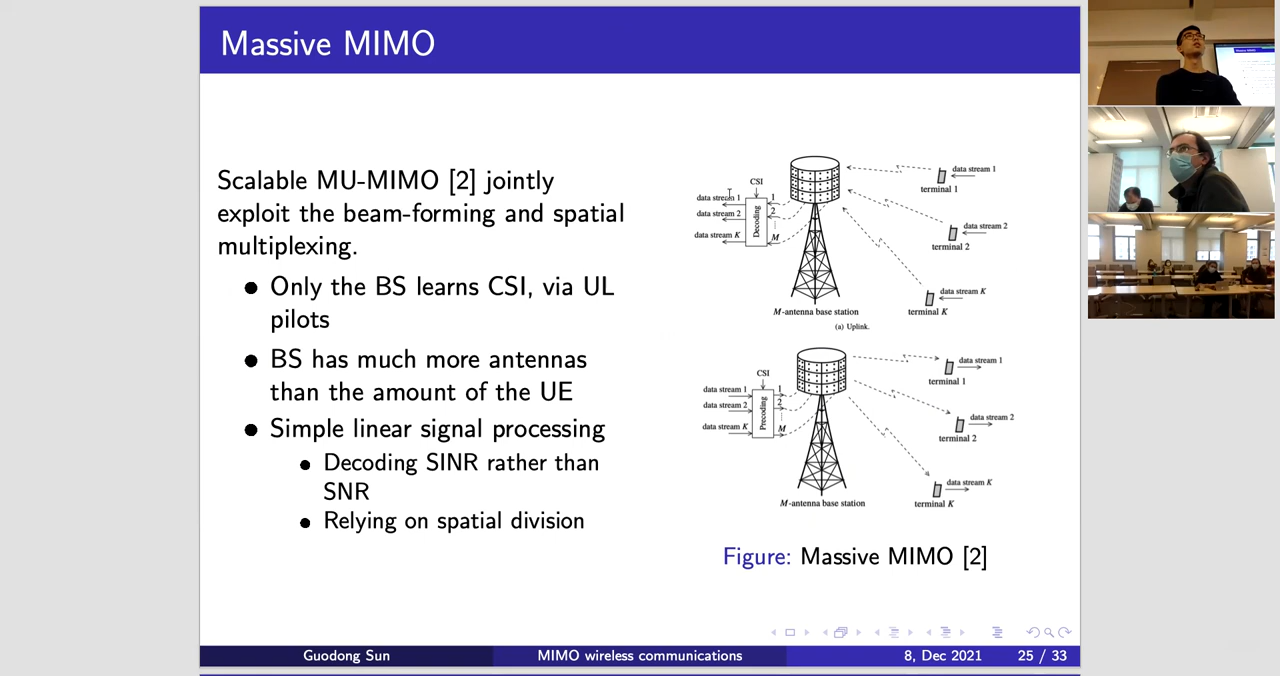 Massive MIMO
Scalable MU-MIMO [2] jointly
exploit the beam-forming and spatial
multiplexing.
Only the BS learns CSI, via UL
pilots
BS has much more antennas
than the amount of the UE
Simple linear signal processing
Decoding SINR rather than
SNR
Relying on spatial division
CSI
data stream 1
data stream 2
data stream K
Decoding
1
2
M
data stream 1
terminal 1
data stream 2
terminal 2
data stream K
terminal K
M-antenna base station
(a) Uplink.
CSI
data stream 1
data stream 2
data stream K
Precoding
1
2
M
data stream 1
terminal 1
data stream 2
terminal 2
data stream K
terminal K
M-antenna base station
Figure: Massive MIMO [2]
Guodong Sun
MIMO wireless communications
8, Dec 2021
25 / 33